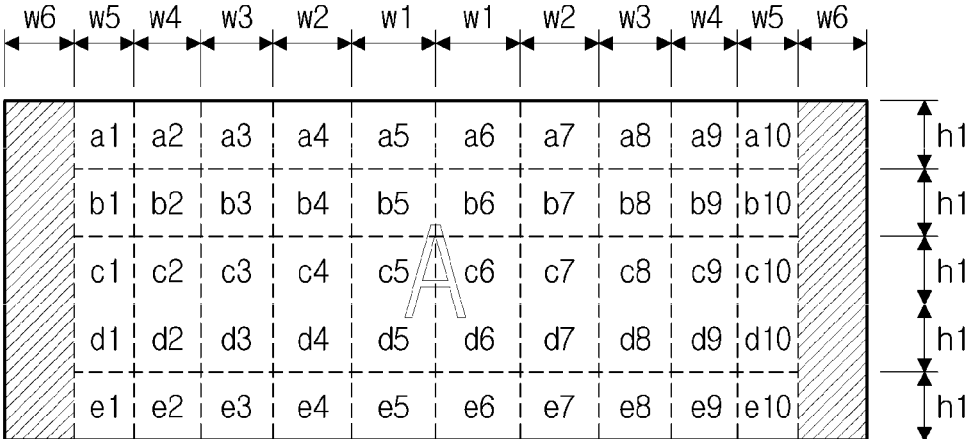 w6 w5 w4 w3 w2 w1 w1 w2 w3 w4 w5 w6
a1 a2 a3 a4 a5 a6 a7 a8 a9 a10 h1
b1 b2 b3 b4 b5 b6 b7 b8 b9 b10 h1
A
c1 c2 c3 c4 c5 c6 c7 c8 c9 c10 h1
d1 d2 d3 d4 d5 d6 d7 d8 d9 d10 h1
e1 e2 e3 e4 e5 e6 e7 e8 e9 e10 h1